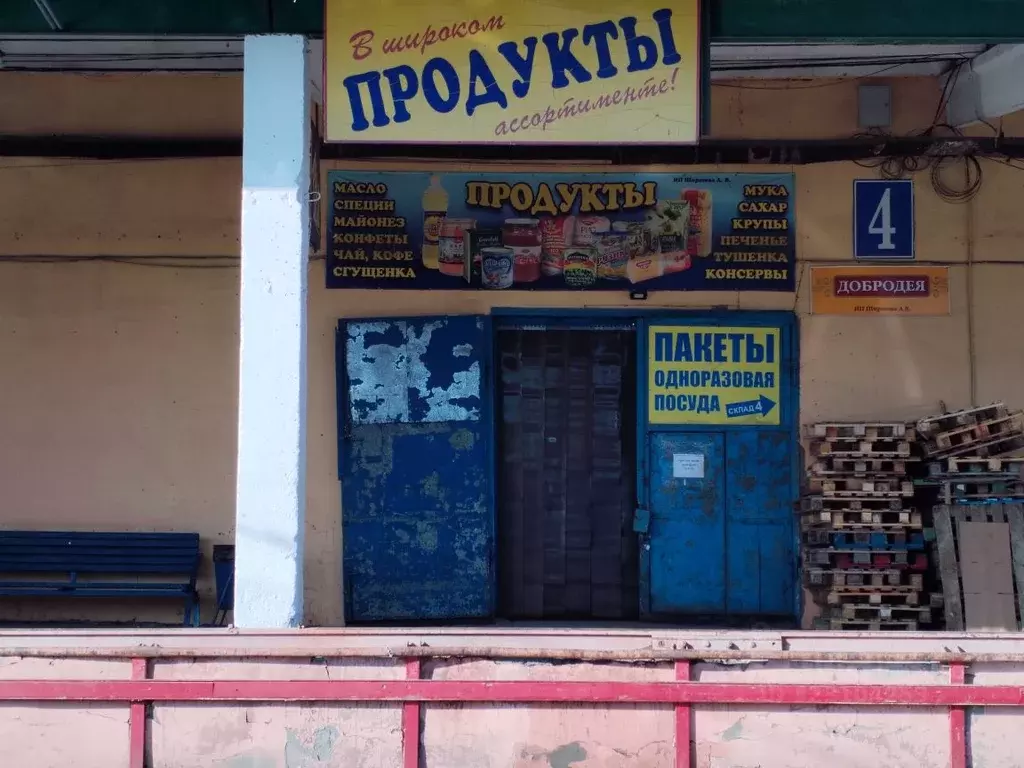 В широком
ПРОДУКТЫ
ассортименте!
ПРОДУКТЫ
МАСЛО
СПЕЦИИ
МАЙОНЕЗ
КОНФЕТЫ
ЧАЙ, КОФЕ
СГУЩЕНКА
МУКА
САХАР
КРУПЫ
ПЕЧЕНЬЕ
ТУШЕНКА
КОНСЕРВЫ
4
ДОБРОДЕЯ
ПАКЕТЫ
ОДНОРАЗОВАЯ
ПОСУДА
СКЛАД 4